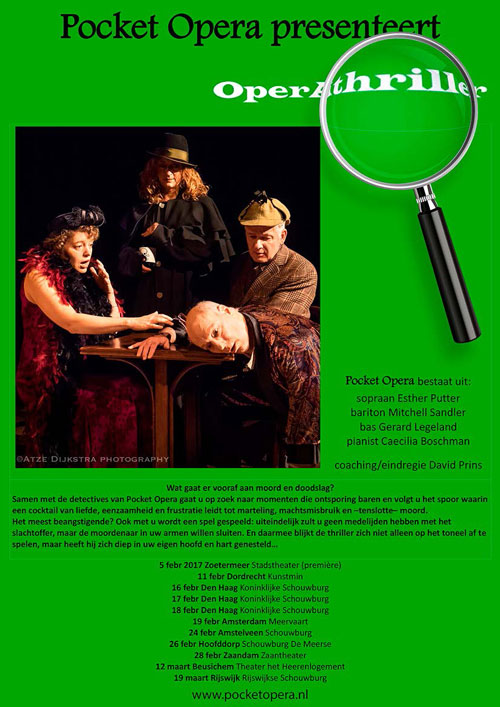 Pocket Opera presenteert
OperAthriller
©Atze Dijkstra photography
Pocket Opera bestaat uit:
sopraan Esther Putter
bariton Mitchell Sandler
bas Gerard Legeland
pianist Caecilia Boschman
coaching/eindregie David Prins
Wat gaat er vooraf aan moord en doodslag?
Samen met de detectives van Pocket Opera gaat u op zoek naar momenten die ontsporing baren en volgt u het spoor waarin
een cocktail van liefde, eenzaamheid en frustratie leidt tot marteling, machtsmisbruik en –tenslotte– moord.
Het meest beangstigende? Ook met u wordt een spel gespeeld: uiteindelijk zult u geen medelijden hebben met het
slachtoffer, maar de moordenaar in uw armen willen sluiten. En daarmee blijkt de thriller zich niet alleen op het toneel af te
spelen, maar heeft hij zich diep in uw eigen hoofd en hart genesteld...
5 febr 2017 Zoetermeer Stadstheater (première)
11 febr Dordrecht Kunstmin
16 febr Den Haag Koninklijke Schouwburg
17 febr Den Haag Koninklijke Schouwburg
18 febr Den Haag Koninklijke Schouwburg
19 febr Amsterdam Meervaart
24 febr Amstelveen Schouwburg
26 febr Hoofddorp Schouwburg De Meerse
28 febr Zaandam Zaantheater
12 maart Beusichem Theater het Heerenlogement
19 maart Rijswijk Rijswijkse Schouwburg
www.pocketopera.nl